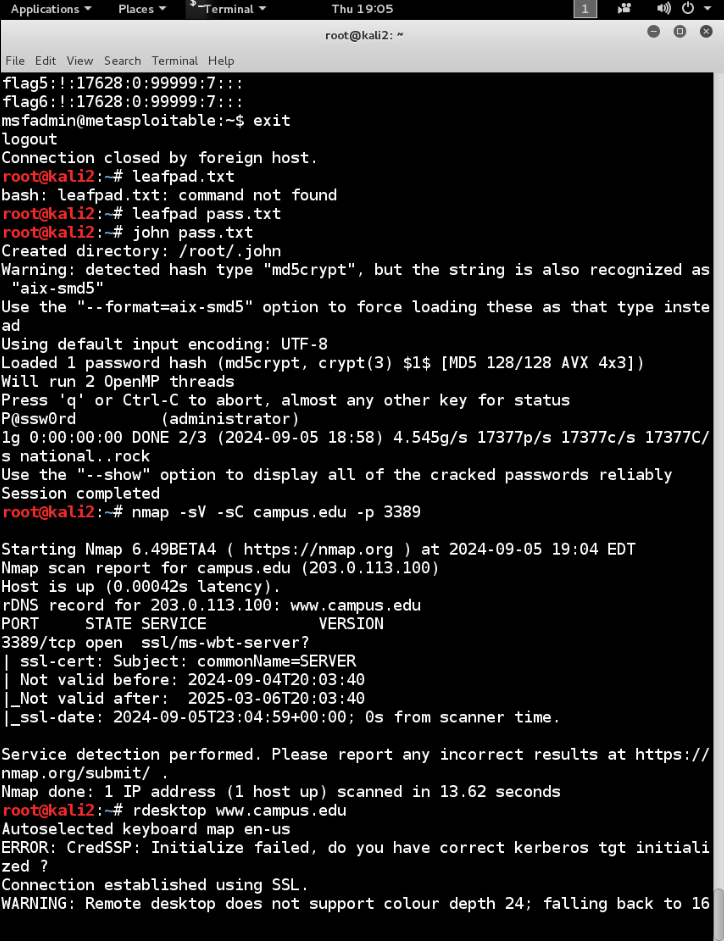 Applications Places Terminal Thu 19:05 1
root@kali2: ~
File Edit View Search Terminal Help
flag5:!:17628:0:99999:7:::
flag6:!:17628:0:99999:7:::
msfadmin@metasploitable:~$ exit
logout
Connection closed by foreign host.
root@kali2:~# leafpad.txt
bash: leafpad.txt: command not found
root@kali2:~# leafpad pass.txt
root@kali2:~# john pass.txt
Created directory: /root/.john
Warning: detected hash type "md5crypt", but the string is also recognized as
"aix-smd5"
Use the "--format=aix-smd5" option to force loading these as that type inste
ad
Using default input encoding: UTF-8
Loaded 1 password hash (md5crypt, crypt(3) $1$ [MD5 128/128 AVX 4x3])
Will run 2 OpenMP threads
Press 'q' or Ctrl-C to abort, almost any other key for status
P@ssw0rd         (administrator)
1g 0:00:00:00 DONE 2/3 (2024-09-05 18:58) 4.545g/s 17377p/s 17377c/s 17377C/
s national..rock
Use the "--show" option to display all of the cracked passwords reliably
Session completed
root@kali2:~# nmap -sV -sC campus.edu -p 3389
Starting Nmap 6.49BETA4 ( https://nmap.org ) at 2024-09-05 19:04 EDT
Nmap scan report for campus.edu (203.0.113.100)
Host is up (0.00042s latency).
rDNS record for 203.0.113.100: www.campus.edu
PORT     STATE SERVICE            VERSION
3389/tcp open  ssl/ms-wbt-server?
| ssl-cert: Subject: commonName=SERVER
| Not valid before: 2024-09-04T20:03:40
|_Not valid after:  2025-03-06T20:03:40
|_ssl-date: 2024-09-05T23:04:59+00:00; 0s from scanner time.
Service detection performed. Please report any incorrect results at https://
nmap.org/submit/ .
Nmap done: 1 IP address (1 host up) scanned in 13.62 seconds
root@kali2:~# rdesktop www.campus.edu
Autoselected keyboard map en-us
ERROR: CredSSP: Initialize failed, do you have correct kerberos tgt initiali
zed ?
Connection established using SSL.
WARNING: Remote desktop does not support colour depth 24; falling back to 16